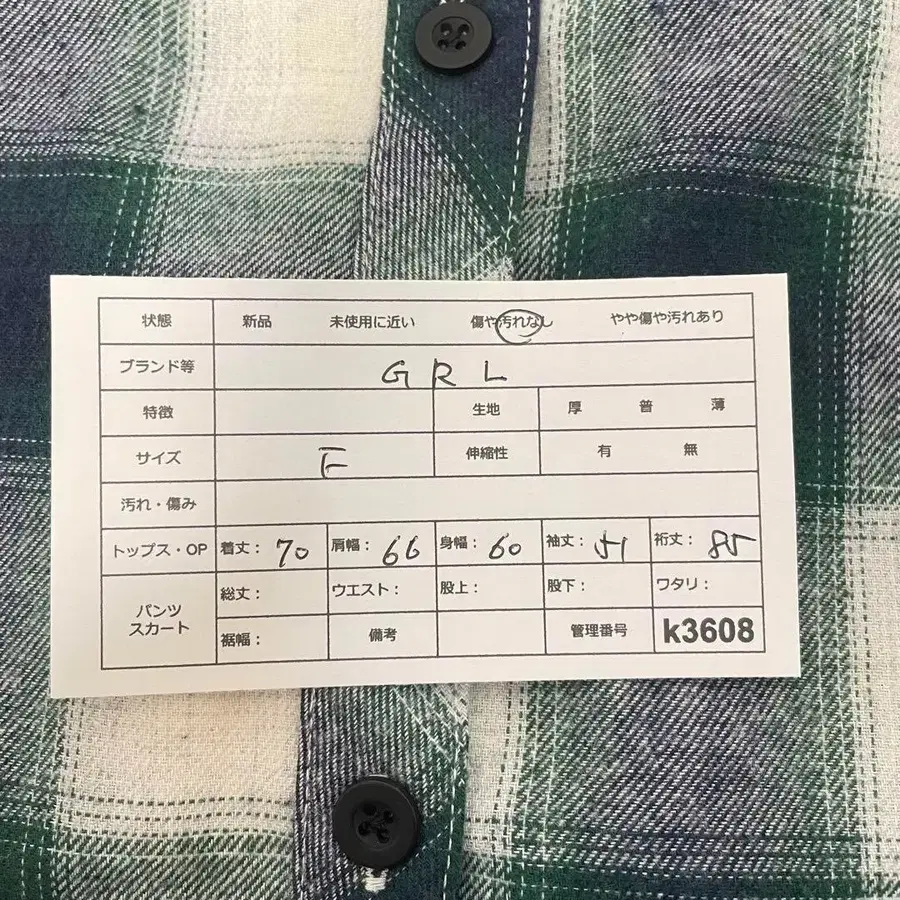 状態 新品 未使用に近い 傷や汚れなし やや傷や汚れあり
ブランド等 GRL
特徴 生地 厚 普 薄
サイズ F 伸縮性 有 無
汚れ・傷み
トップス・OP 着丈: 70 肩幅: 66 身幅: 60 袖丈: 51 裄丈: 85
パンツ スカート 総丈: ウエスト: 股上: 股下: ワタリ:
裾幅: 備考 管理番号 k3608